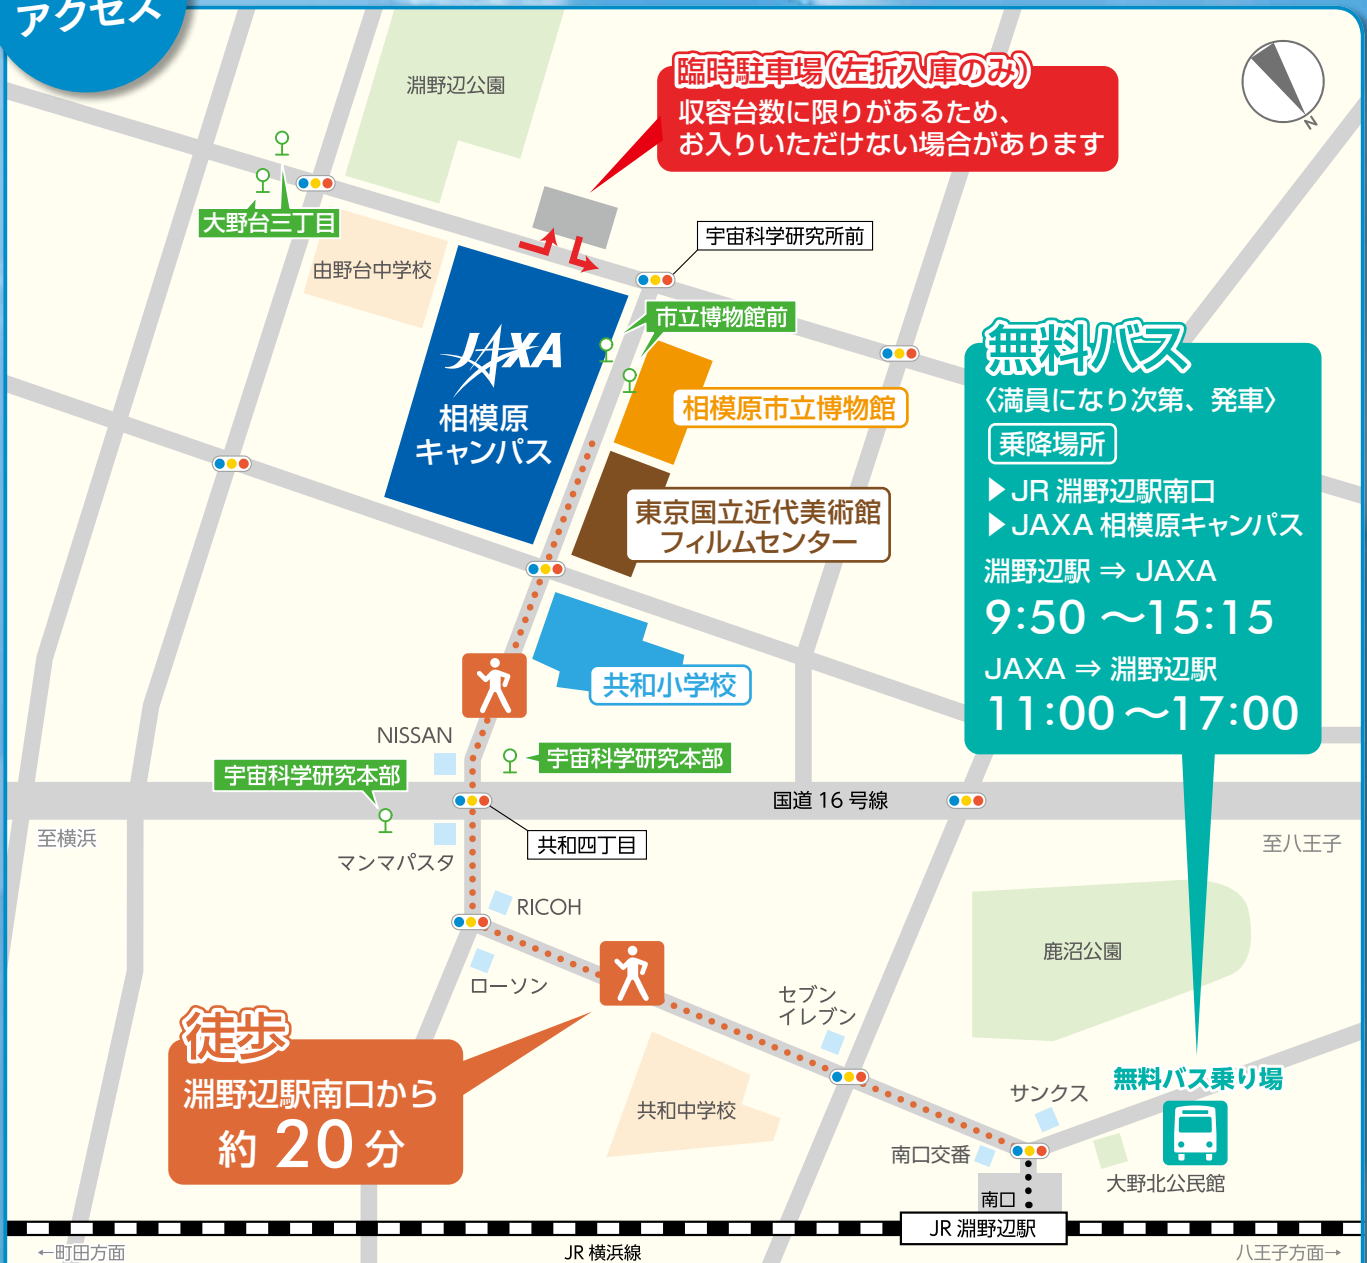 アクセス
淵野辺公園
臨時駐車場(左折入庫のみ)
収容台数に限りがあるため、
お入りいただけない場合があります
N
大野台三丁目
宇宙科学研究所前
由野台中学校
市立博物館前
JAXA
相模原
キャンパス
相模原市立博物館
東京国立近代美術館
フィルムセンター
無料バス
〈満員になり次第、発車〉
乗降場所
▶JR 淵野辺駅南口
▶JAXA 相模原キャンパス
淵野辺駅 ⇒ JAXA
9:50 〜15:15
JAXA ⇒ 淵野辺駅
11:00 〜17:00
共和小学校
NISSAN
宇宙科学研究本部
宇宙科学研究本部
国道 16 号線
至横浜
共和四丁目
至八王子
マンマパスタ
RICOH
ローソン
鹿沼公園
セブン
イレブン
徒歩
淵野辺駅南口から
約 20 分
共和中学校
サンクス
無料バス乗り場
南口交番
大野北公民館
南口
JR 淵野辺駅
←町田方面
JR 横浜線
八王子方面→